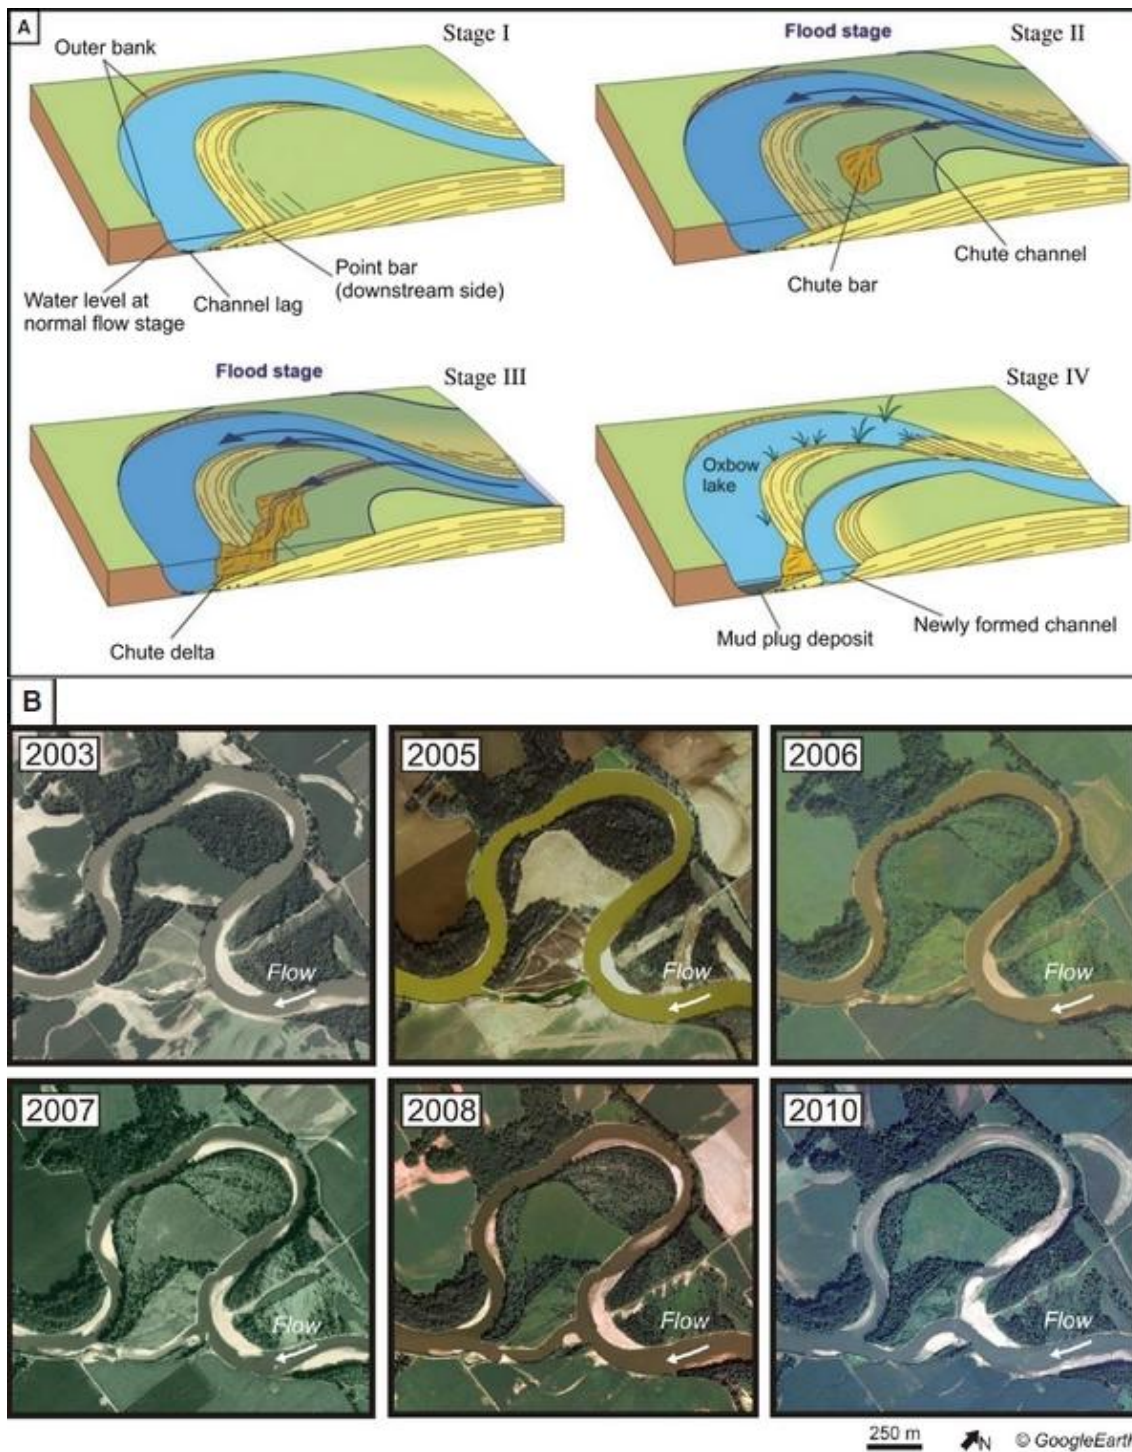 A
Stage I
Outer bank
Water level at
normal flow stage
Channel lag
Point bar
(downstream side)
Flood stage
Stage II
Chute bar
Chute channel
Flood stage
Stage III
Chute delta
Stage IV
Oxbow
lake
Mud plug deposit
Newly formed channel
B
2003
Flow
2005
Flow
2006
Flow
2007
Flow
2008
Flow
2010
Flow
250 m
N
© GoogleEarth